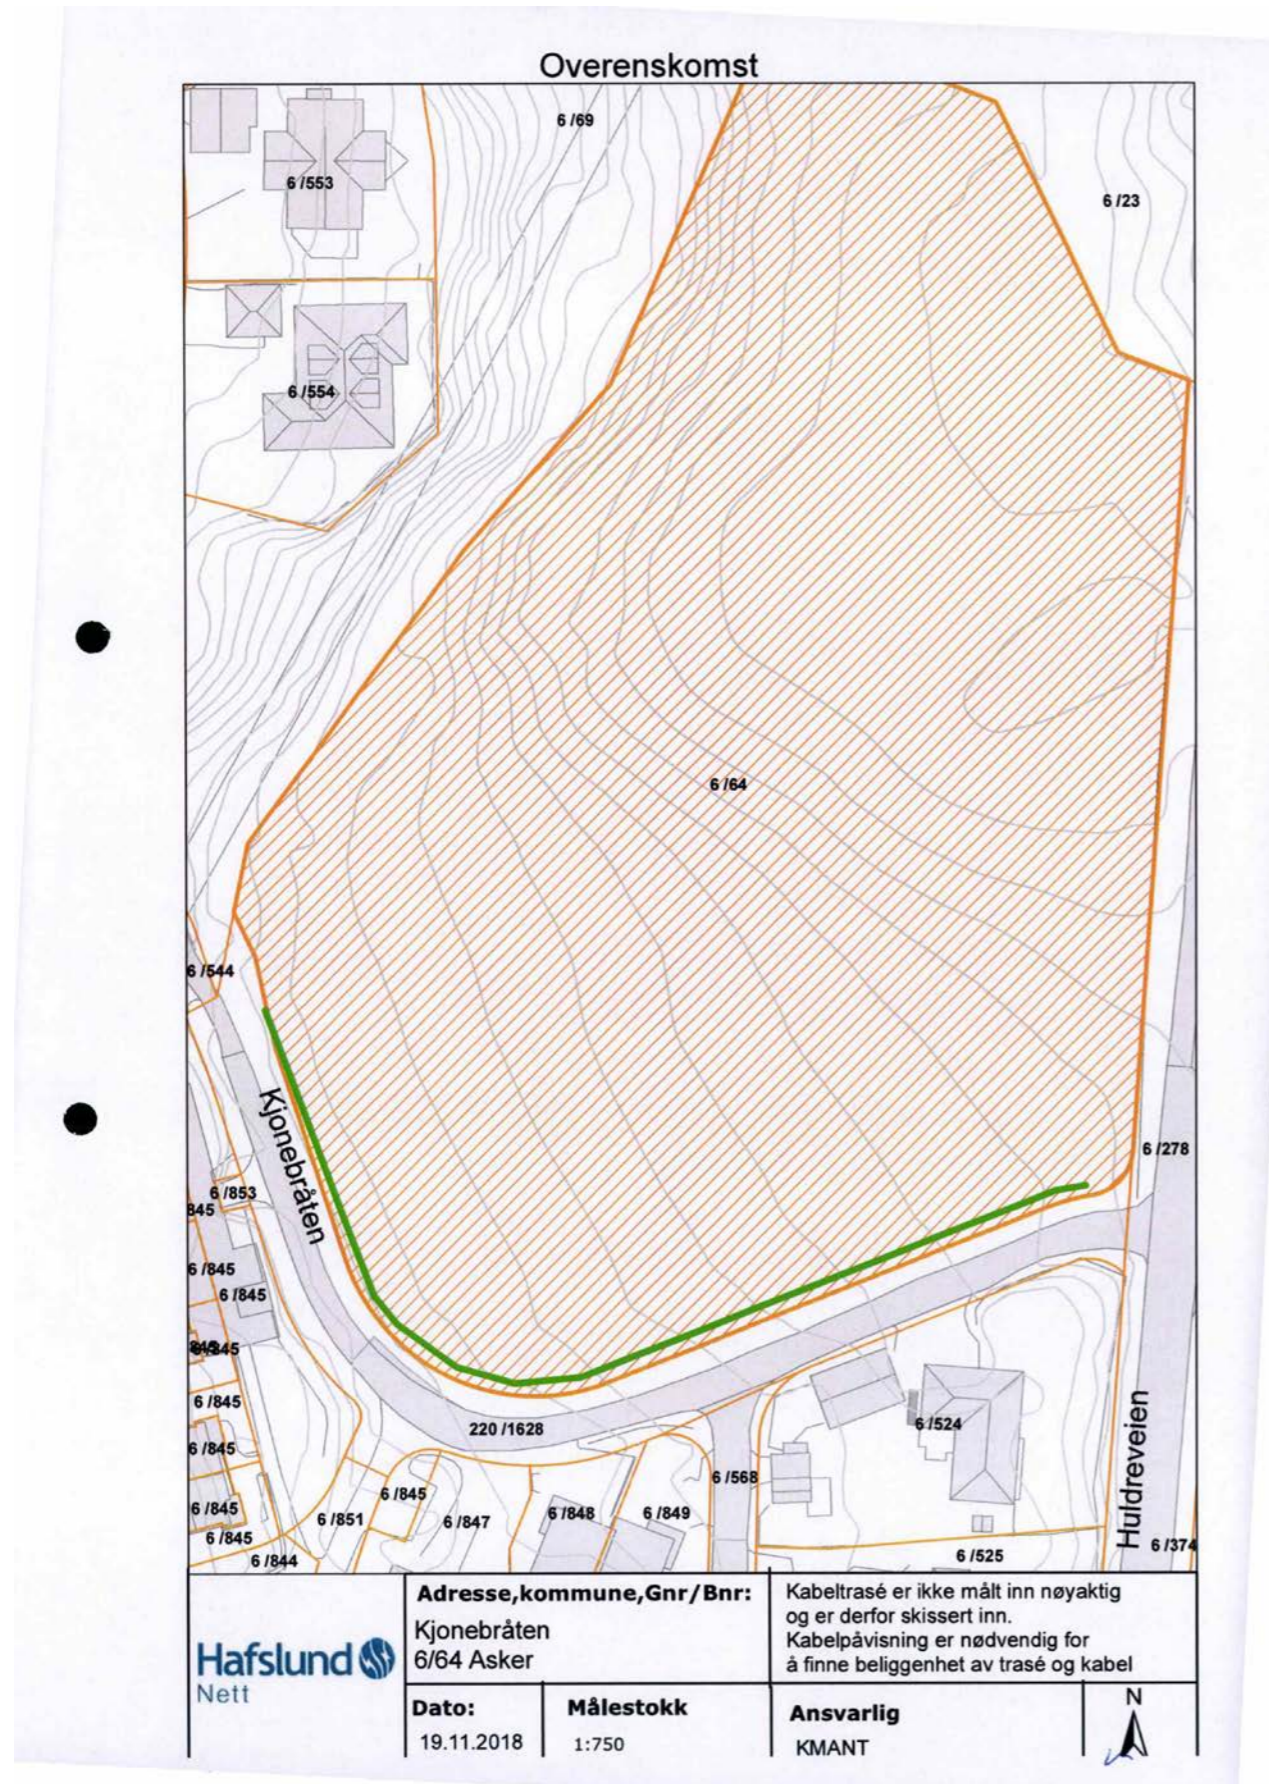 Overenskomst
6 /69
6 /553
6 /23
6 /554
6 /64
6 /544
Kjonebråten
6 /278
6 /853
845
6 /845
6 /845
6 /845
6 /845
220 /1628
6 /524
6 /845
6 /568
6 /845
6 /845
6 /851
6 /847
6 /848
6 /849
Huldreveien
6 /845
6 /844
6 /525
6 /374
Hafslund
Nett
Adresse,kommune,Gnr/Bnr:
Kjonebråten
6/64 Asker
Kabeltrasé er ikke målt inn nøyaktig
og er derfor skissert inn.
Kabelpåvisning er nødvendig for
å finne beliggenhet av trasé og kabel
Dato:
19.11.2018
Målestokk
1:750
Ansvarlig
KMANT
N